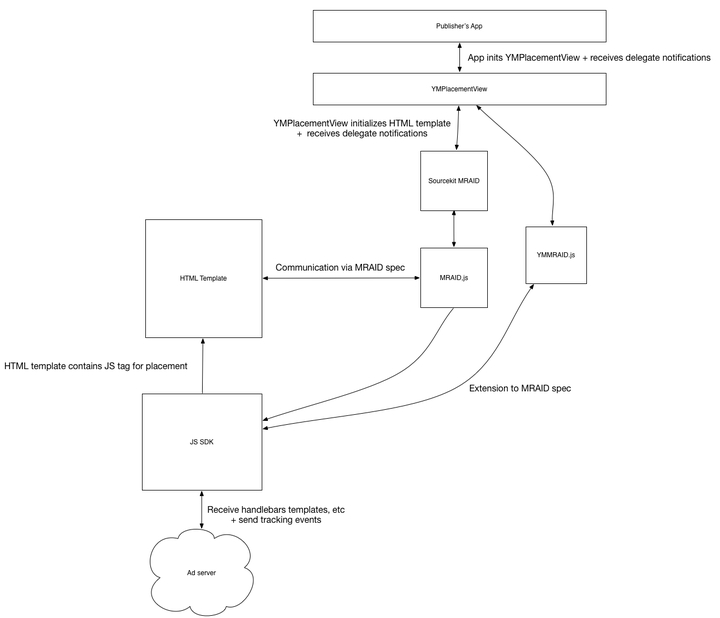 Publisher's App
App inits YMPlacementView + receives delegate notifications
YMPlacementView
YMPlacementView initializes HTML template
+ receives delegate notifications
Sourcekit MRAID
HTML Template
Communication via MRAID spec
MRAID.js
YMMRAID.js
HTML template contains JS tag for placement
Extension to MRAID spec
JS SDK
Receive handlebars templates, etc
+ send tracking events
Ad server